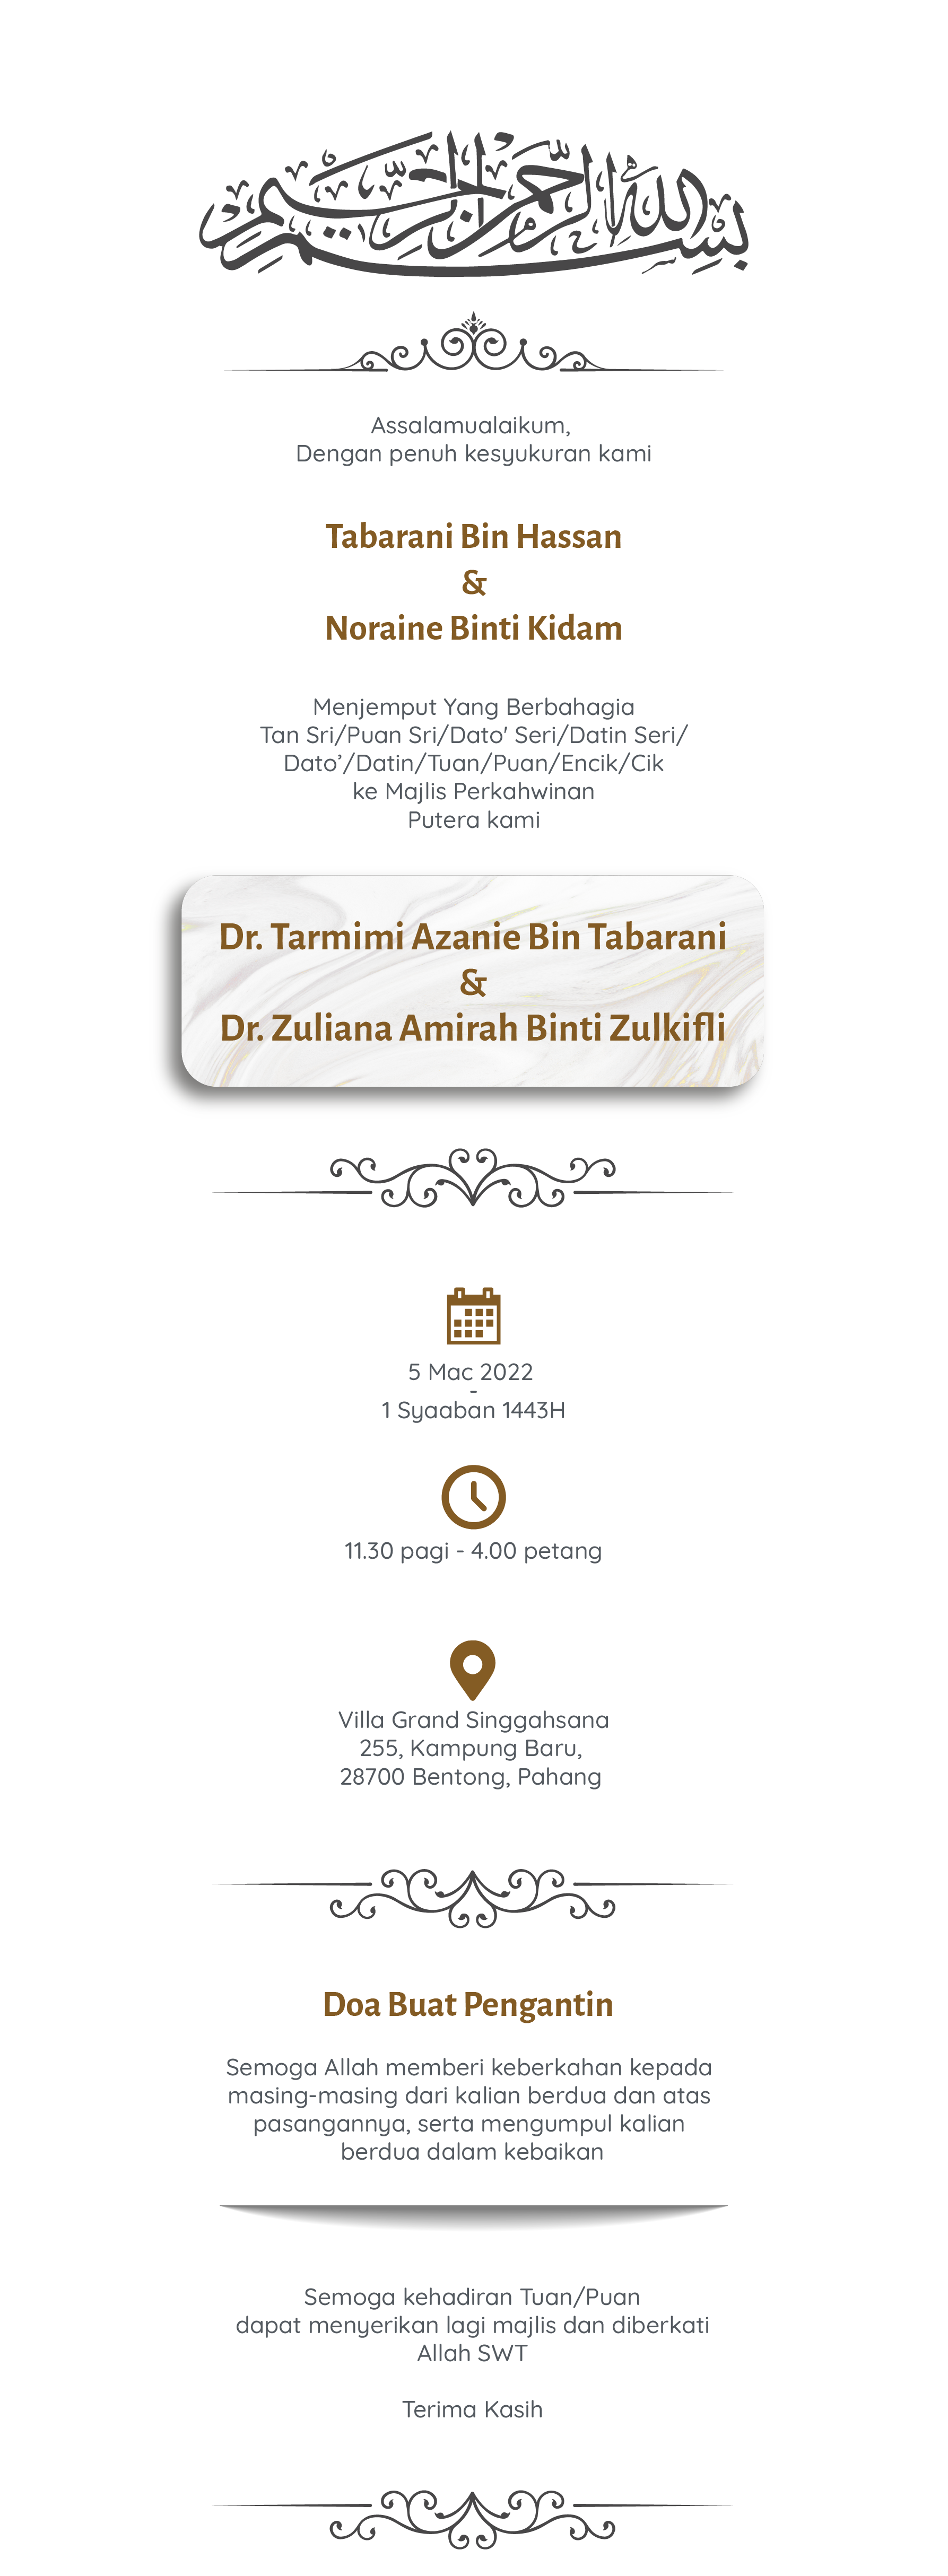 بسم الله الرحمن الرحيم
Assalamualaikum,
Dengan penuh kesyukuran kami
Tabarani Bin Hassan
&
Noraine Binti Kidam
Menjemput Yang Berbahagia
Tan Sri/Puan Sri/Dato' Seri/Datin Seri/
Dato’/Datin/Tuan/Puan/Encik/Cik
ke Majlis Perkahwinan
Putera kami
Dr. Tarmimi Azanie Bin Tabarani
&
Dr. Zuliana Amirah Binti Zulkifli
5 Mac 2022
-
1 Syaaban 1443H
11.30 pagi - 4.00 petang
Villa Grand Singgahsana
255, Kampung Baru,
28700 Bentong, Pahang
Doa Buat Pengantin
Semoga Allah memberi keberkahan kepada
masing-masing dari kalian berdua dan atas
pasangannya, serta mengumpul kalian
berdua dalam kebaikan
Semoga kehadiran Tuan/Puan
dapat menyerikan lagi majlis dan diberkati
Allah SWT
Terima Kasih